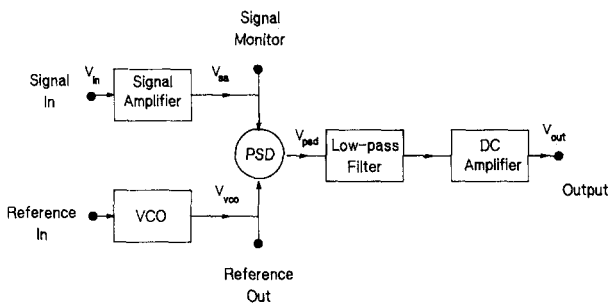 Signal
Monitor
Signal
In
V_in
Signal
Amplifier
V_sa
PSD
V_psd
Low-pass
Filter
DC
Amplifier
V_out
Output
Reference
In
VCO
V_vco
Reference
Out